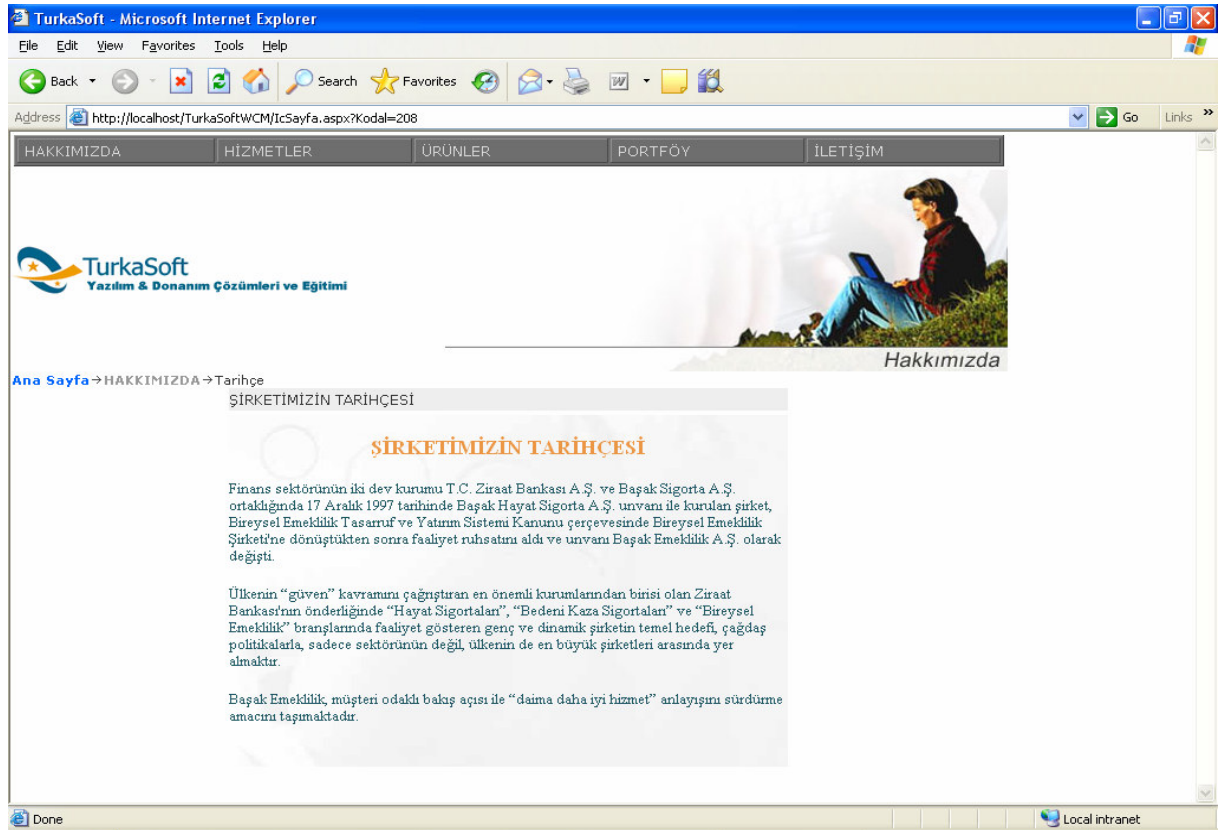 TurkaSoft - Microsoft Internet Explorer
File Edit View Favorites Tools Help
Back Search Favorites
Address http://localhost/TurkaSoftWCM/IcSayfa.aspx?Kodal=208 Go Links »
HAKKIMIZDA HİZMETLER ÜRÜNLER PORTFÖY İLETİŞİM
TurkaSoft
Yazılım & Donanım Çözümleri ve Eğitimi
Hakkımızda
Ana Sayfa→HAKKIMIZDA→Tarihçe
ŞİRKETİMİZİN TARİHÇESİ
ŞİRKETİMİZİN TARİHÇESİ
Finans sektörünün iki dev kurumu T.C. Ziraat Bankası A.Ş. ve Başak Sigorta A.Ş.
ortaklığında 17 Aralık 1997 tarihinde Başak Hayat Sigorta A.Ş. unvanı ile kurulan şirket,
Bireysel Emeklilik Tasarruf ve Yatırım Sistemi Kanunu çerçevesinde Bireysel Emeklilik
Şirketi'ne dönüştükten sonra faaliyet ruhsatını aldı ve unvanı Başak Emeklilik A.Ş. olarak
değişti.
Ülkenin “güven” kavramını çağrıştıran en önemli kurumlarından birisi olan Ziraat
Bankası'nın önderliğinde “Hayat Sigortaları”, “Bedeni Kaza Sigortaları” ve “Bireysel
Emeklilik” branşlarında faaliyet gösteren genç ve dinamik şirketin temel hedefi, çağdaş
politikalarla, sadece sektörünün değil, ülkenin de en büyük şirketleri arasında yer
almaktır.
Başak Emeklilik, müşteri odaklı bakış açısı ile “daima daha iyi hizmet” anlayışını sürdürme
amacını taşımaktadır.
Done Local intranet